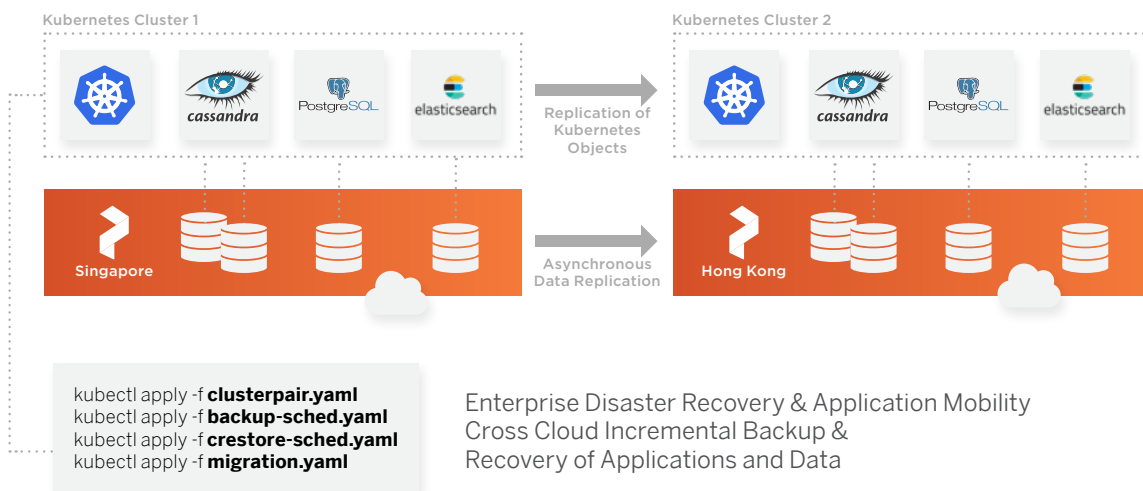 Kubernetes Cluster 1
Kubernetes Cluster 2
cassandra
PostgreSQL
elasticsearch
Replication of
Kubernetes
Objects
cassandra
PostgreSQL
elasticsearch
Singapore
Asynchronous
Data Replication
Hong Kong
kubectl apply -f clusterpair.yaml
kubectl apply -f backup-sched.yaml
kubectl apply -f crestore-sched.yaml
kubectl apply -f migration.yaml
Enterprise Disaster Recovery & Application Mobility
Cross Cloud Incremental Backup &
Recovery of Applications and Data